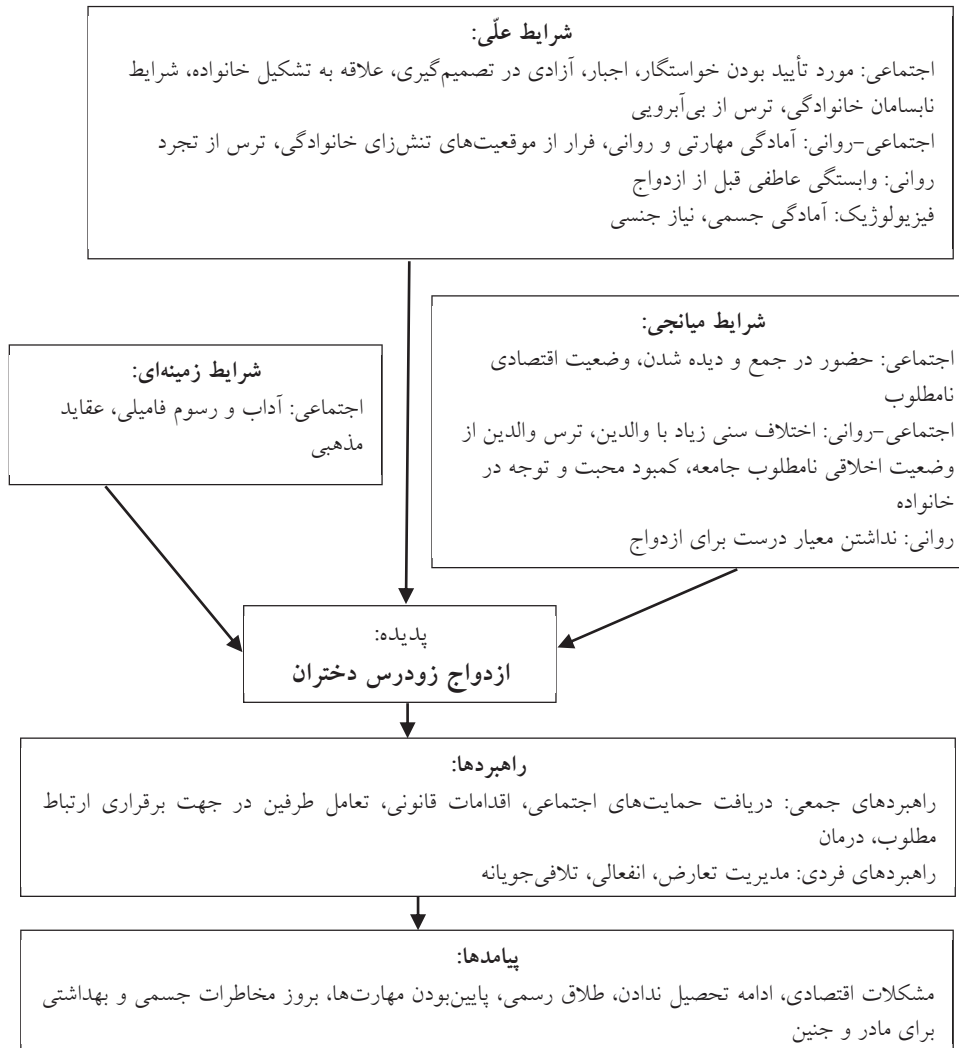 شرایط علّی:
اجتماعی: مورد تأیید بودن خواستگار، اجبار، آزادی در تصمیم‌گیری، علاقه به تشکیل خانواده، شرایط
نابسامان خانوادگی، ترس از بی‌آبرویی
اجتماعی-روانی: آمادگی مهارتی و روانی، فرار از موقعیت‌های تنش‌زای خانوادگی، ترس از تجرد
روانی: وابستگی عاطفی قبل از ازدواج
فیزیولوژیک: آمادگی جسمی، نیاز جنسی
شرایط میانجی:
اجتماعی: حضور در جمع و دیده شدن، وضعیت اقتصادی
نامطلوب
اجتماعی-روانی: اختلاف سنی زیاد با والدین، ترس والدین از
وضعیت اخلاقی نامطلوب جامعه، کمبود محبت و توجه در
خانواده
روانی: نداشتن معیار درست برای ازدواج
شرایط زمینه‌ای:
اجتماعی: آداب و رسوم فامیلی، عقاید
مذهبی
پدیده:
ازدواج زودرس دختران
راهبردها:
راهبردهای جمعی: دریافت حمایت‌های اجتماعی، اقدامات قانونی، تعامل طرفین در جهت برقراری ارتباط
مطلوب، درمان
راهبردهای فردی: مدیریت تعارض، انفعالی، تلافی‌جویانه
پیامدها:
مشکلات اقتصادی، ادامه تحصیل ندادن، طلاق رسمی، پایین‌بودن مهارت‌ها، بروز مخاطرات جسمی و بهداشتی
برای مادر و جنین